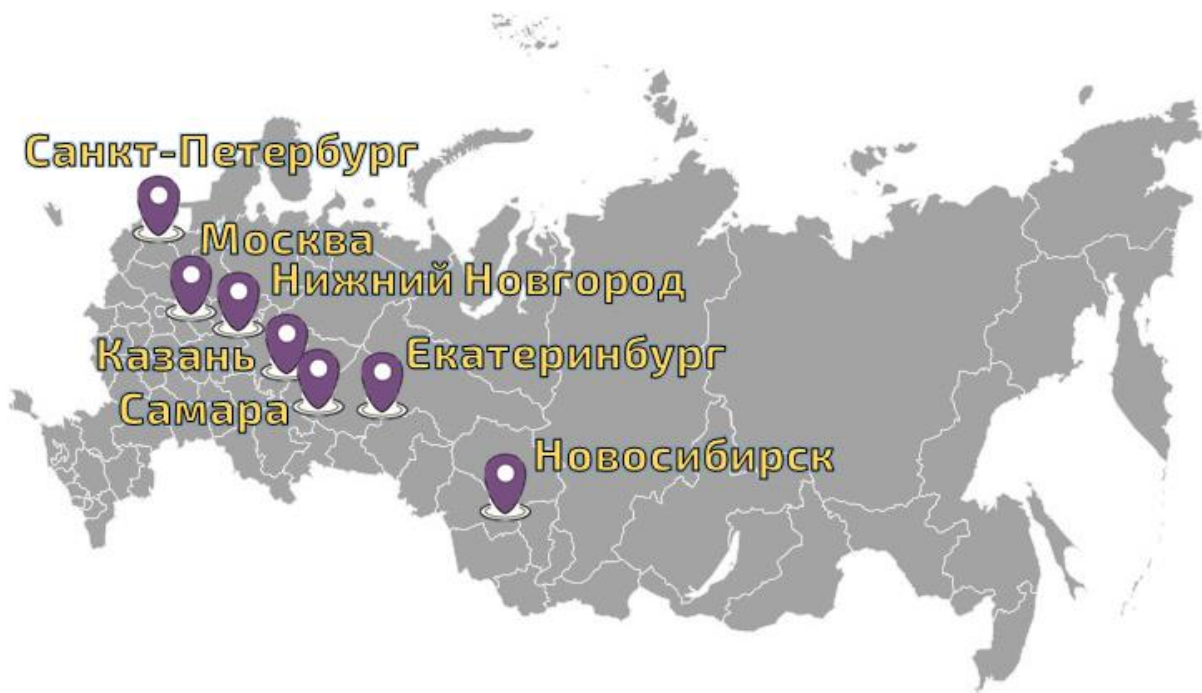 Санкт-Петербург
Москва
Нижний Новгород
Казань
Екатеринбург
Самара
Новосибирск